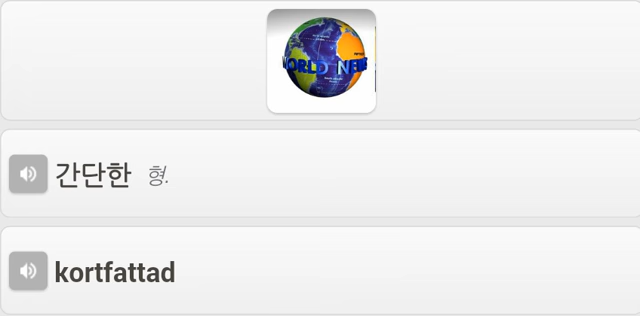 WORLD NEWS
간단한 형.
kortfattad